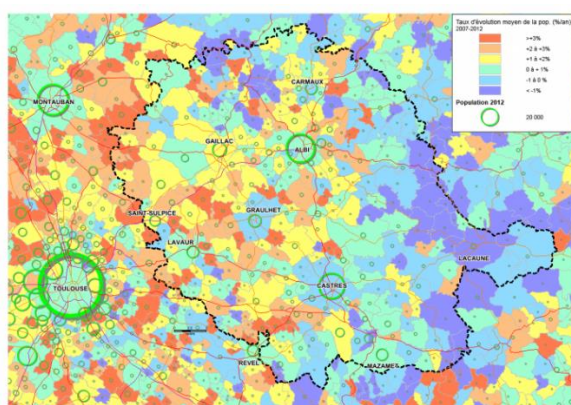 Taux d'évolution moyen de la pop. (%/an)
2007-2012
>=3%
+2 à <3%
+1 à <2%
0 à < 1%
-1 à 0 %
< -1%
Population 2012
20 000
CARMAUX
MONTAUBAN
GAILLAC
ALBI
SAINT-SULPICE
GRAULHET
LAVAUR
LACAUNE
TOULOUSE
CASTRES
REVEL
MAZAMET